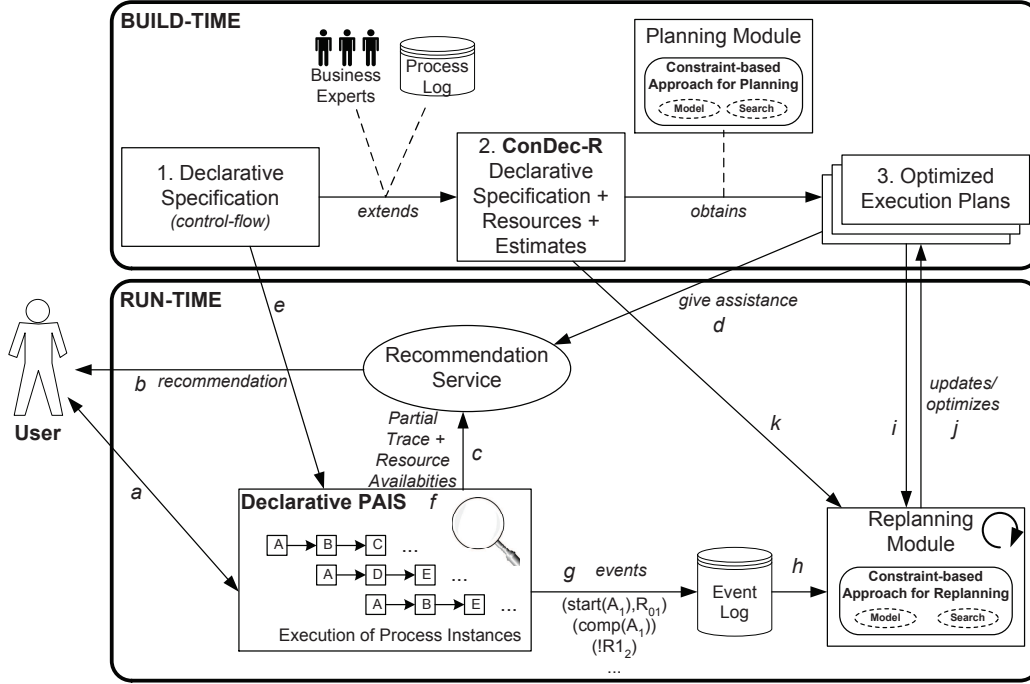 BUILD-TIME
Business
Experts
Process
Log
Planning Module
Constraint-based
Approach for Planning
Model
Search
1. Declarative
Specification
(control-flow)
extends
2. ConDec-R
Declarative
Specification +
Resources +
Estimates
obtains
3. Optimized
Execution Plans
RUN-TIME
e
give assistance
d
Recommendation
Service
b recommendation
User
a
Partial
Trace +
Resource
Availabities
c
k
i
updates/
optimizes
j
Declarative PAIS
f
A B C ...
A D E ...
A B E ...
Execution of Process Instances
g events
(start(A1),R01)
(comp(A1))
(!R12)
...
Event
Log
h
Replanning
Module
Constraint-based
Approach for Replanning
Model
Search